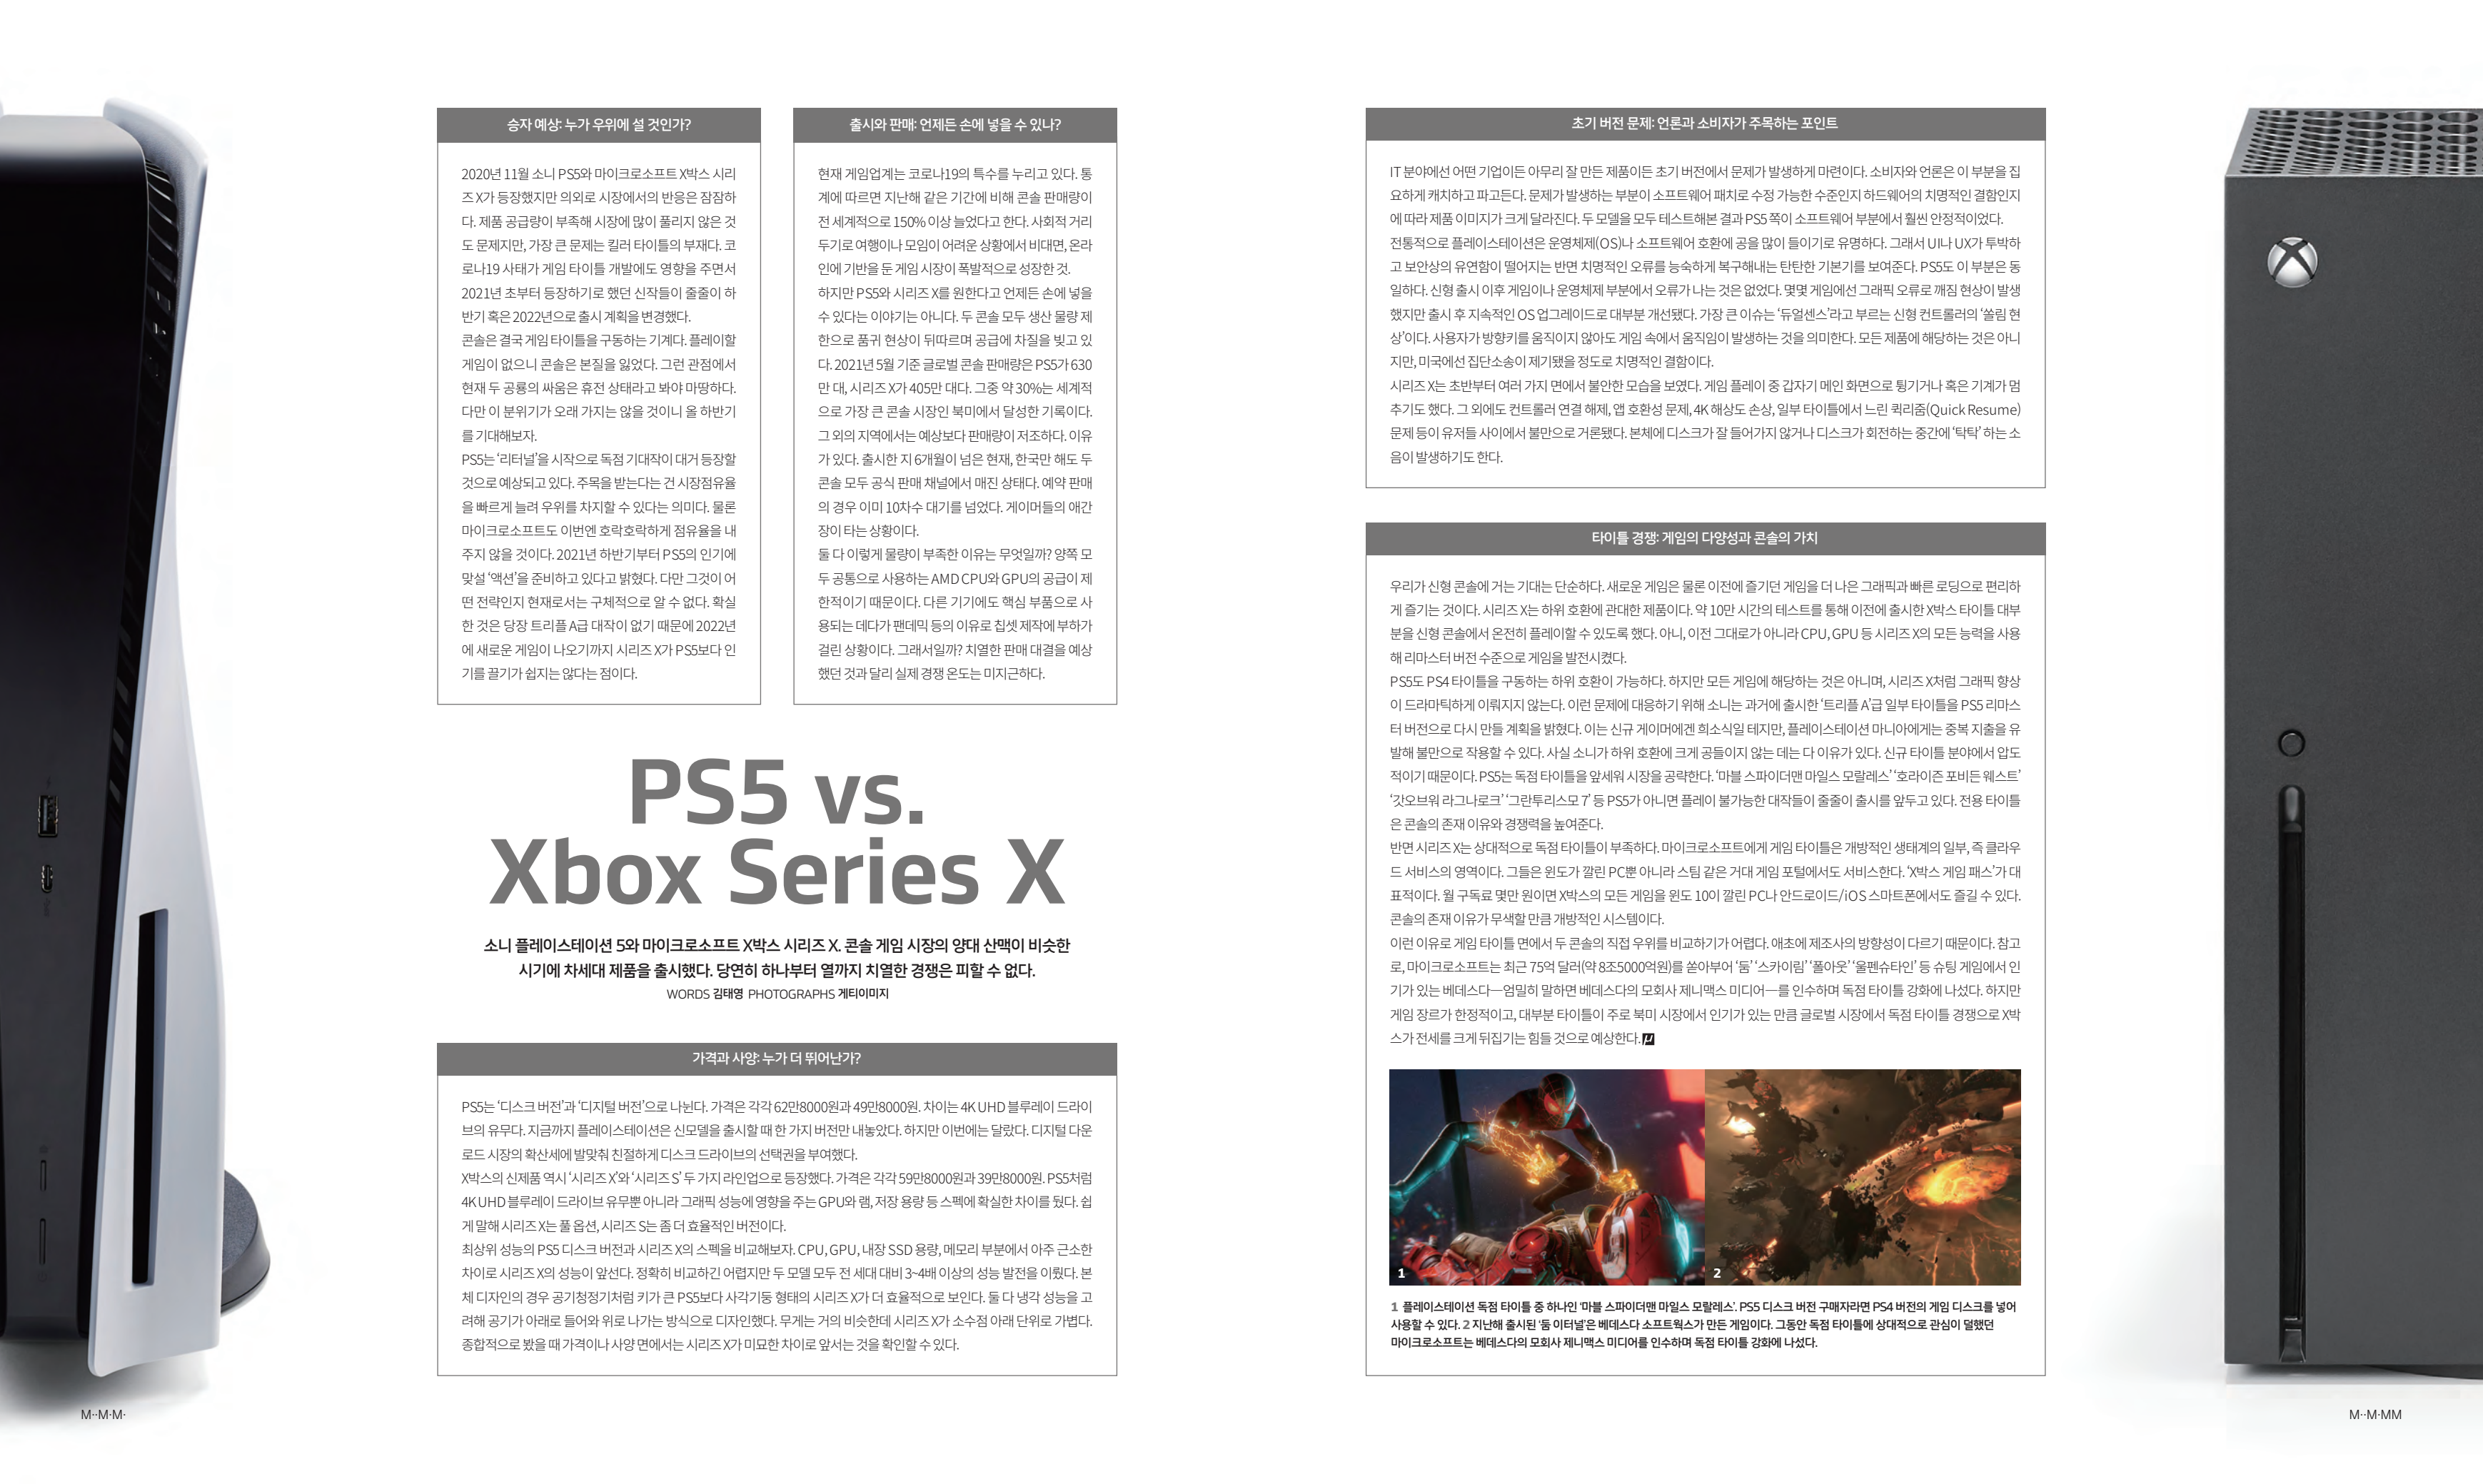 승자 예상: 누가 우위에 설 것인가?
2020년 11월 소니 PS5와 마이크로소프트 X박스 시리
즈 X가 등장했지만 의외로 시장에서의 반응은 잠잠하
다. 제품 공급량이 부족해 시장에 많이 풀리지 않은 것
도 문제지만, 가장 큰 문제는 킬러 타이틀의 부재다. 코
로나19 사태가 게임 타이틀 개발에도 영향을 주면서
2021년 초부터 등장하기로 했던 신작들이 줄줄이 하
반기 혹은 2022년으로 출시 계획을 변경했다.
콘솔은 결국 게임 타이틀을 구동하는 기계다. 플레이할
게임이 없으니 콘솔은 본질을 잃었다. 그런 관점에서
현재 두 공룡의 싸움은 휴전 상태라고 봐야 마땅하다.
다만 이 분위기가 오래 가지는 않을 것이니 올 하반기
를 기대해보자.
PS5는 ‘리터널’을 시작으로 독점 기대작이 대거 등장할
것으로 예상되고 있다. 주목을 받는다는 건 시장점유율
을 빠르게 늘려 우위를 차지할 수 있다는 의미다. 물론
마이크로소프트도 이번엔 호락호락하게 점유율을 내
주지 않을 것이다. 2021년 하반기부터 PS5의 인기에
맞설 ‘액션’을 준비하고 있다고 밝혔다. 다만 그것이 어
떤 전략인지 현재로서는 구체적으로 알 수 없다. 확실
한 것은 당장 트리플 A급 대작이 없기 때문에 2022년
에 새로운 게임이 나오기까지 시리즈 X가 PS5보다 인
기를 끌기가 쉽지는 않다는 점이다.
출시와 판매: 언제든 손에 넣을 수 있나?
현재 게임업계는 코로나19의 특수를 누리고 있다. 통
계에 따르면 지난해 같은 기간에 비해 콘솔 판매량이
전 세계적으로 150% 이상 늘었다고 한다. 사회적 거리
두기로 여행이나 모임이 어려운 상황에서 비대면, 온라
인에 기반을 둔 게임 시장이 폭발적으로 성장한 것.
하지만 PS5와 시리즈 X를 원한다고 언제든 손에 넣을
수 있다는 이야기는 아니다. 두 콘솔 모두 생산 물량 제
한으로 품귀 현상이 뒤따르며 공급에 차질을 빚고 있
다. 2021년 5월 기준 글로벌 콘솔 판매량은 PS5가 630
만 대, 시리즈 X가 405만 대다. 그중 약 30%는 세계적
으로 가장 큰 콘솔 시장인 북미에서 달성한 기록이다.
그 외의 지역에서는 예상보다 판매량이 저조하다. 이유
가 있다. 출시한 지 6개월이 넘은 현재, 한국만 해도 두
콘솔 모두 공식 판매 채널에서 매진 상태다. 예약 판매
의 경우 이미 10차수 대기를 넘었다. 게이머들의 애간
장이 타는 상황이다.
둘 다 이렇게 물량이 부족한 이유는 무엇일까? 양쪽 모
두 공통으로 사용하는 AMD CPU와 GPU의 공급이 제
한적이기 때문이다. 다른 기기에도 핵심 부품으로 사
용되는 데다가 팬데믹 등의 이유로 칩셋 제작에 부하가
걸린 상황이다. 그래서일까? 치열한 판매 대결을 예상
했던 것과 달리 실제 경쟁 온도는 미지근하다.
PS5 vs.
Xbox Series X
소니 플레이스테이션 5와 마이크로소프트 X박스 시리즈 X. 콘솔 게임 시장의 양대 산맥이 비슷한
시기에 차세대 제품을 출시했다. 당연히 하나부터 열까지 치열한 경쟁은 피할 수 없다.
WORDS 김태영 PHOTOGRAPHS 게티이미지
가격과 사양: 누가 더 뛰어난가?
PS5는 ‘디스크 버전’과 ‘디지털 버전’으로 나뉜다. 가격은 각각 62만8000원과 49만8000원. 차이는 4K UHD 블루레이 드라이
브의 유무다. 지금까지 플레이스테이션은 신모델을 출시할 때 한 가지 버전만 내놓았다. 하지만 이번에는 달랐다. 디지털 다운
로드 시장의 확산세에 발맞춰 친절하게 디스크 드라이브의 선택권을 부여했다.
X박스의 신제품 역시 ‘시리즈 X’와 ‘시리즈 S’ 두 가지 라인업으로 등장했다. 가격은 각각 59만8000원과 39만8000원. PS5처럼
4K UHD 블루레이 드라이브 유무뿐 아니라 그래픽 성능에 영향을 주는 GPU와 램, 저장 용량 등 스펙에 확실한 차이를 뒀다. 쉽
게 말해 시리즈 X는 풀 옵션, 시리즈 S는 좀 더 효율적인 버전이다.
최상위 성능의 PS5 디스크 버전과 시리즈 X의 스펙을 비교해보자. CPU, GPU, 내장 SSD 용량, 메모리 부분에서 아주 근소한
차이로 시리즈 X의 성능이 앞선다. 정확히 비교하긴 어렵지만 두 모델 모두 전 세대 대비 3~4배 이상의 성능 발전을 이뤘다. 본
체 디자인의 경우 공기청정기처럼 키가 큰 PS5보다 사각기둥 형태의 시리즈 X가 더 효율적으로 보인다. 둘 다 냉각 성능을 고
려해 공기가 아래로 들어와 위로 나가는 방식으로 디자인했다. 무게는 거의 비슷한데 시리즈 X가 소수점 아래 단위로 가볍다.
종합적으로 봤을 때 가격이나 사양 면에서는 시리즈 X가 미묘한 차이로 앞서는 것을 확인할 수 있다.
M··M·M·
초기 버전 문제: 언론과 소비자가 주목하는 포인트
IT 분야에선 어떤 기업이든 아무리 잘 만든 제품이든 초기 버전에서 문제가 발생하게 마련이다. 소비자와 언론은 이 부분을 집
요하게 캐치하고 파고든다. 문제가 발생하는 부분이 소프트웨어 패치로 수정 가능한 수준인지 하드웨어의 치명적인 결함인지
에 따라 제품 이미지가 크게 달라진다. 두 모델을 모두 테스트해본 결과 PS5 쪽이 소프트웨어 부분에서 훨씬 안정적이었다.
전통적으로 플레이스테이션은 운영체제(OS)나 소프트웨어 호환에 공을 많이 들이기로 유명하다. 그래서 UI나 UX가 투박하
고 보안상의 유연함이 떨어지는 반면 치명적인 오류를 능숙하게 복구해내는 탄탄한 기본기를 보여준다. PS5도 이 부분은 동
일하다. 신형 출시 이후 게임이나 운영체제 부분에서 오류가 나는 것은 없었다. 몇몇 게임에선 그래픽 오류로 깨짐 현상이 발생
했지만 출시 후 지속적인 OS 업그레이드로 대부분 개선됐다. 가장 큰 이슈는 ‘듀얼센스’라고 부르는 신형 컨트롤러의 ‘쏠림 현
상’이다. 사용자가 방향키를 움직이지 않아도 게임 속에서 움직임이 발생하는 것을 의미한다. 모든 제품에 해당하는 것은 아니
지만, 미국에선 집단소송이 제기됐을 정도로 치명적인 결함이다.
시리즈 X는 초반부터 여러 가지 면에서 불안한 모습을 보였다. 게임 플레이 중 갑자기 메인 화면으로 튕기거나 혹은 기계가 멈
추기도 했다. 그 외에도 컨트롤러 연결 해제, 앱 호환성 문제, 4K 해상도 손상, 일부 타이틀에서 느린 퀵리줌(Quick Resume)
문제 등이 유저들 사이에서 불만으로 거론됐다. 본체에 디스크가 잘 들어가지 않거나 디스크가 회전하는 중간에 ‘탁탁’ 하는 소
음이 발생하기도 한다.
타이틀 경쟁: 게임의 다양성과 콘솔의 가치
우리가 신형 콘솔에 거는 기대는 단순하다. 새로운 게임은 물론 이전에 즐기던 게임을 더 나은 그래픽과 빠른 로딩으로 편리하
게 즐기는 것이다. 시리즈 X는 하위 호환에 관대한 제품이다. 약 10만 시간의 테스트를 통해 이전에 출시한 X박스 타이틀 대부
분을 신형 콘솔에서 온전히 플레이할 수 있도록 했다. 아니, 이전 그대로가 아니라 CPU, GPU 등 시리즈 X의 모든 능력을 사용
해 리마스터 버전 수준으로 게임을 발전시켰다.
PS5도 PS4 타이틀을 구동하는 하위 호환이 가능하다. 하지만 모든 게임에 해당하는 것은 아니며, 시리즈 X처럼 그래픽 향상
이 드라마틱하게 이뤄지지 않는다. 이런 문제에 대응하기 위해 소니는 과거에 출시한 ‘트리플 A’급 일부 타이틀을 PS5 리마스
터 버전으로 다시 만들 계획을 밝혔다. 이는 신규 게이머에겐 희소식일 테지만, 플레이스테이션 마니아에게는 중복 지출을 유
발해 불만으로 작용할 수 있다. 사실 소니가 하위 호환에 크게 공들이지 않는 데는 다 이유가 있다. 신규 타이틀 분야에서 압도
적이기 때문이다. PS5는 독점 타이틀을 앞세워 시장을 공략한다. ‘마블 스파이더맨 마일스 모랄레스’ ‘호라이즌 포비든 웨스트’
‘갓오브워 라그나로크’ ‘그란투리스모 7’ 등 PS5가 아니면 플레이 불가능한 대작들이 줄줄이 출시를 앞두고 있다. 전용 타이틀
은 콘솔의 존재 이유와 경쟁력을 높여준다.
반면 시리즈 X는 상대적으로 독점 타이틀이 부족하다. 마이크로소프트에게 게임 타이틀은 개방적인 생태계의 일부, 즉 클라우
드 서비스의 영역이다. 그들은 윈도가 깔린 PC뿐 아니라 스팀 같은 거대 게임 포털에서도 서비스한다. ‘X박스 게임 패스’가 대
표적이다. 월 구독료 몇만 원이면 X박스의 모든 게임을 윈도 10이 깔린 PC나 안드로이드/iOS 스마트폰에서도 즐길 수 있다.
콘솔의 존재 이유가 무색할 만큼 개방적인 시스템이다.
이런 이유로 게임 타이틀 면에서 두 콘솔의 직접 우위를 비교하기가 어렵다. 애초에 제조사의 방향성이 다르기 때문이다. 참고
로, 마이크로소프트는 최근 75억 달러(약 8조5000억원)를 쏟아부어 ‘둠’ ‘스카이림’ ‘폴아웃’ ‘울펜슈타인’ 등 슈팅 게임에서 인
기가 있는 베데스다—엄밀히 말하면 베데스다의 모회사 제니맥스 미디어—를 인수하며 독점 타이틀 강화에 나섰다. 하지만
게임 장르가 한정적이고, 대부분 타이틀이 주로 북미 시장에서 인기가 있는 만큼 글로벌 시장에서 독점 타이틀 경쟁으로 X박
스가 전세를 크게 뒤집기는 힘들 것으로 예상한다. μ
1
2
1 플레이스테이션 독점 타이틀 중 하나인 ‘마블 스파이더맨 마일스 모랄레스’. PS5 디스크 버전 구매자라면 PS4 버전의 게임 디스크를 넣어
사용할 수 있다. 2 지난해 출시된 ‘둠 이터널’은 베데스다 소프트웍스가 만든 게임이다. 그동안 독점 타이틀에 상대적으로 관심이 덜했던
마이크로소프트는 베데스다의 모회사 제니맥스 미디어를 인수하며 독점 타이틀 강화에 나섰다.
M··M·MM